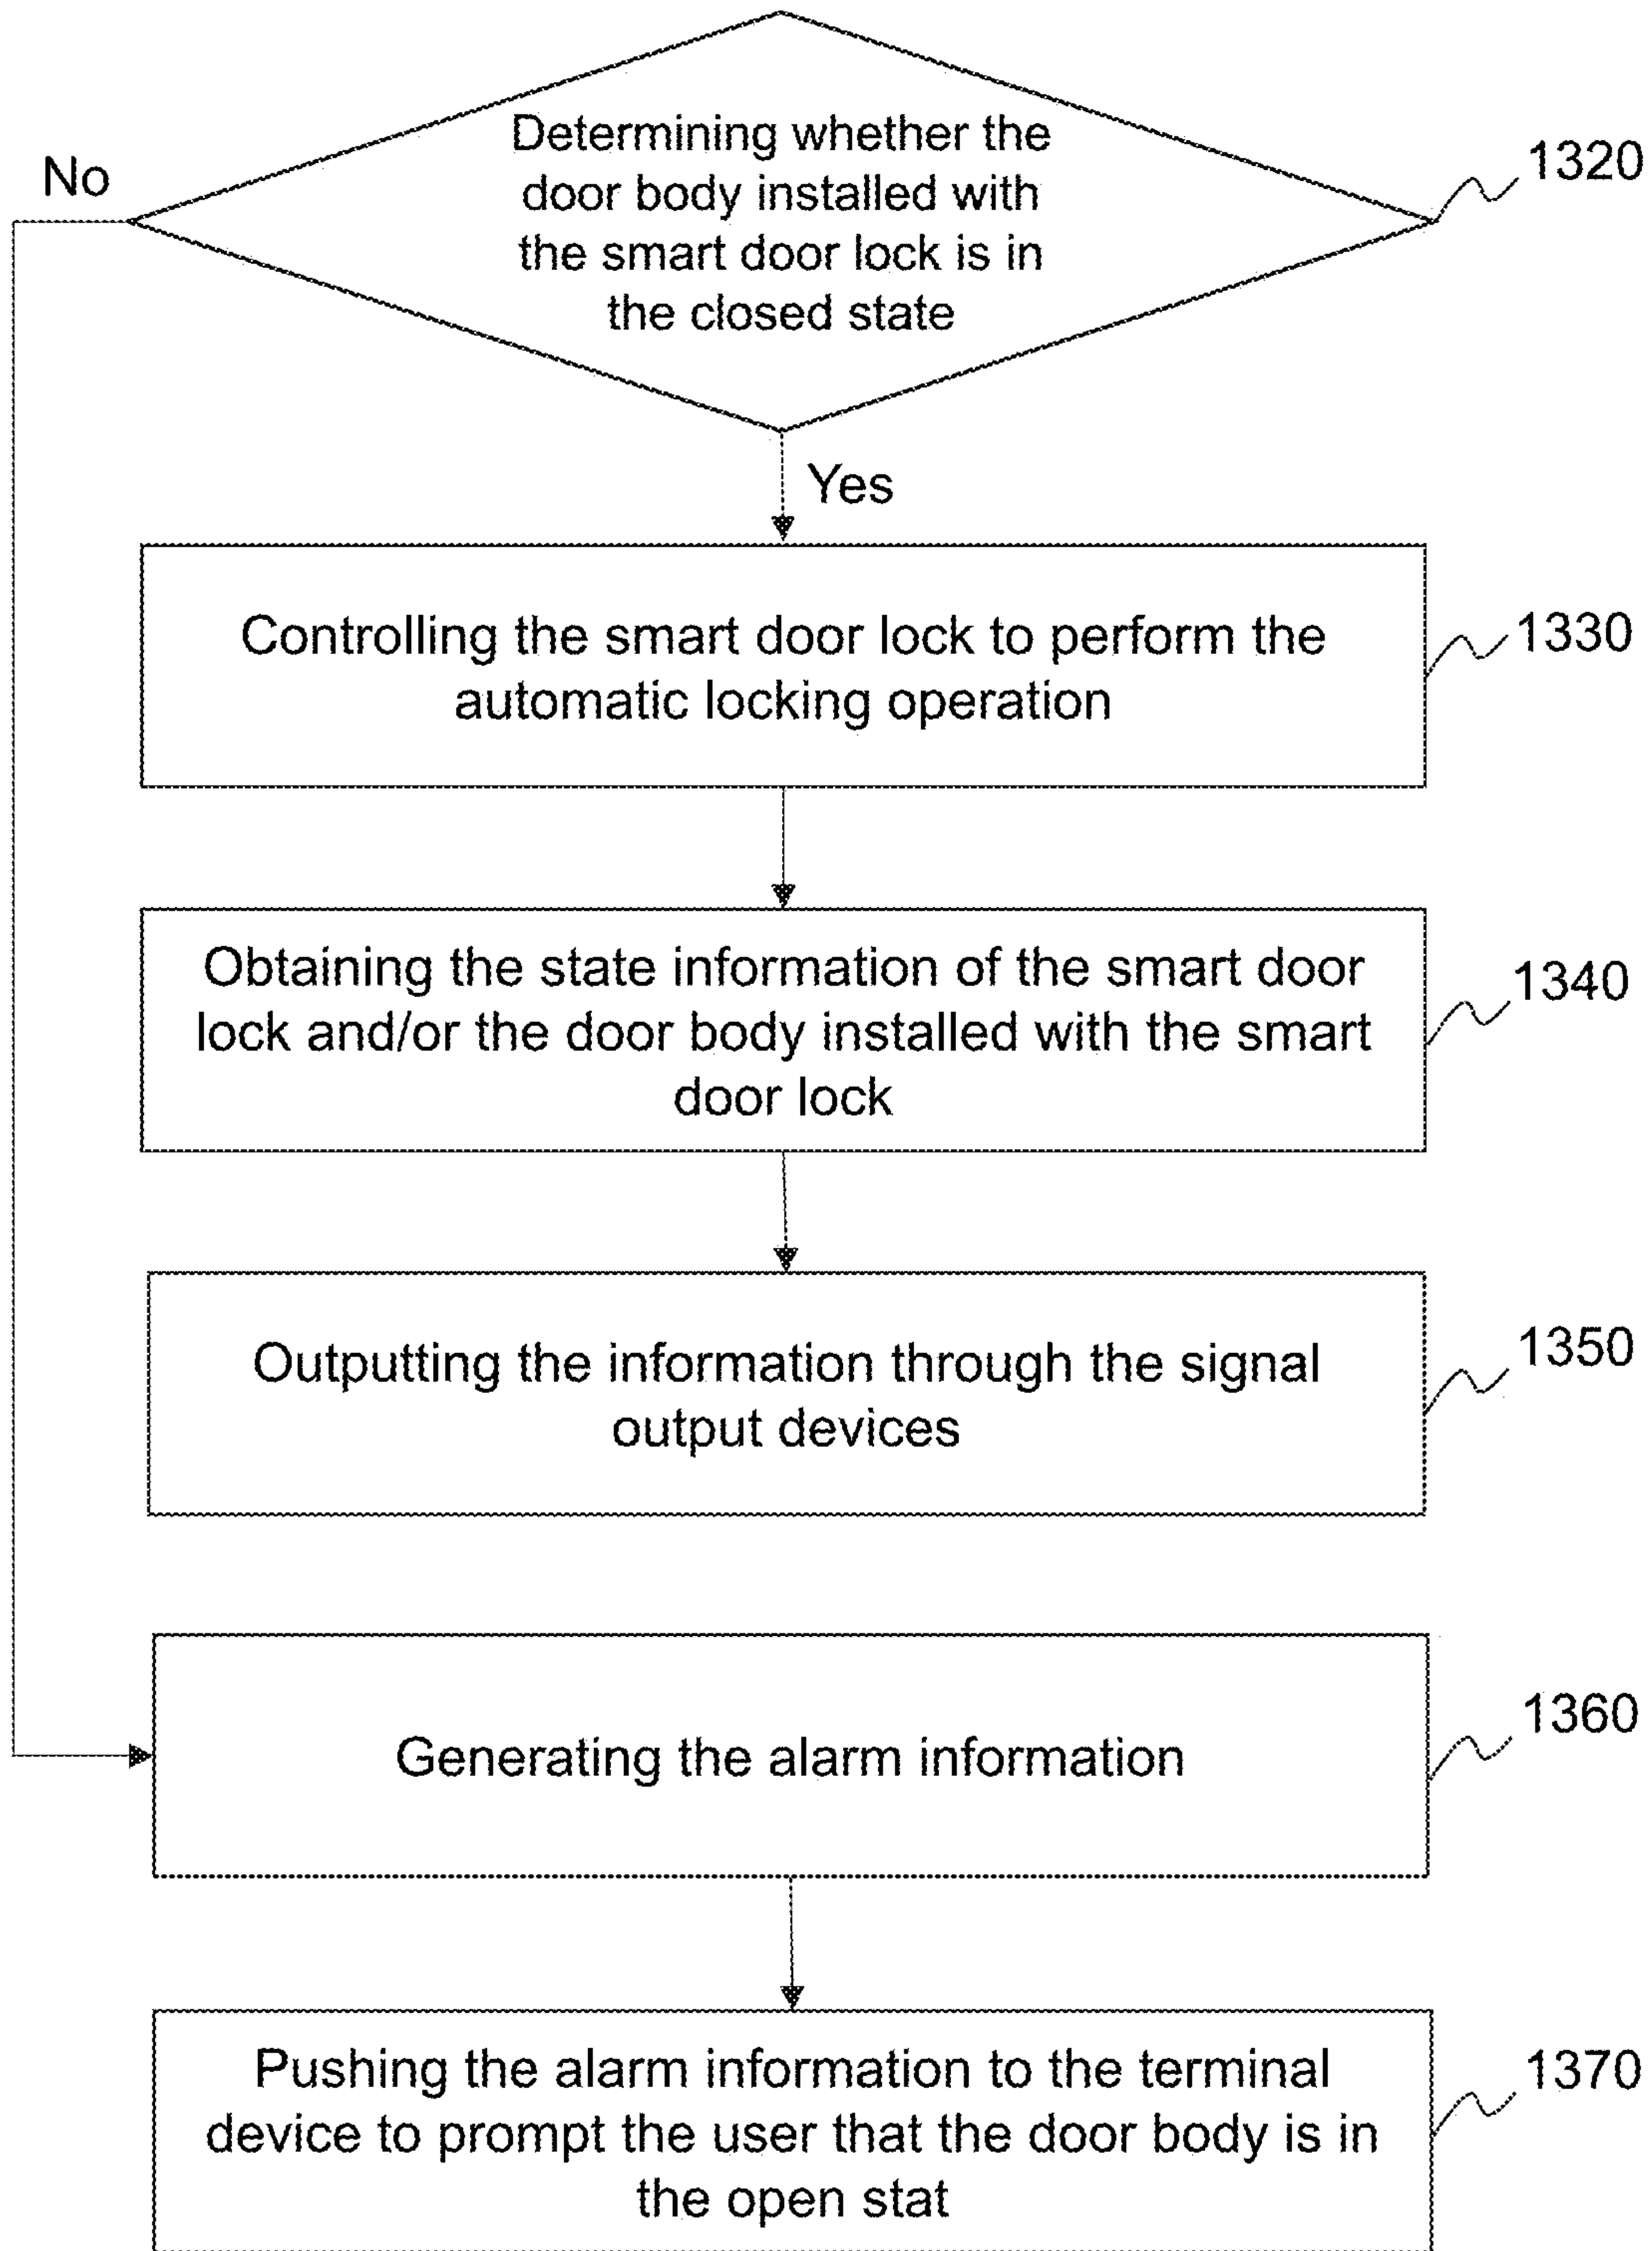 Determining whether the
door body installed with
the smart door lock is in
the closed state
1320
No
Yes
Controlling the smart door lock to perform the
automatic locking operation
1330
Obtaining the state information of the smart door
lock and/or the door body installed with the smart
door lock
1340
Outputting the information through the signal
output devices
1350
Generating the alarm information
1360
Pushing the alarm information to the terminal
device to prompt the user that the door body is in
the open stat
1370